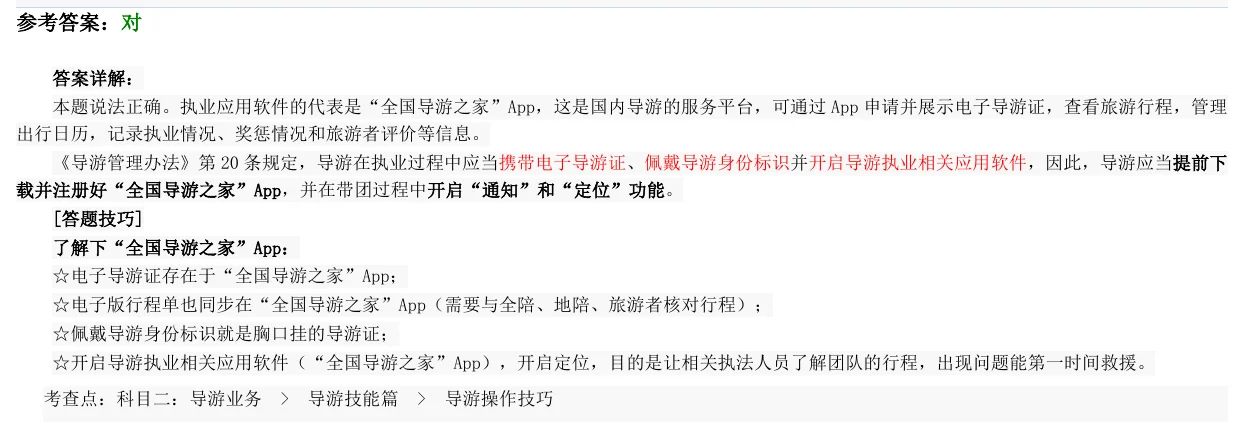 参考答案：对
答案详解：
本题说法正确。执业应用软件的代表是“全国导游之家”App，这是国内导游的服务平台，可通过 App 申请并展示电子导游证，查看旅游行程，管理
出行日历，记录执业情况、奖惩情况和旅游者评价等信息。
《导游管理办法》第 20 条规定，导游在执业过程中应当携带电子导游证、佩戴导游身份标识并开启导游执业相关应用软件，因此，导游应当提前下
载并注册好“全国导游之家”App，并在带团过程中开启“通知”和“定位”功能。
[答题技巧]
了解下“全国导游之家”App：
☆电子导游证存在于“全国导游之家”App；
☆电子版行程单也同步在“全国导游之家”App（需要与全陪、地陪、旅游者核对行程）；
☆佩戴导游身份标识就是胸口挂的导游证；
☆开启导游执业相关应用软件（“全国导游之家”App），开启定位，目的是让相关执法人员了解团队的行程，出现问题能第一时间救援。
考查点：科目二：导游业务 > 导游技能篇 > 导游操作技巧